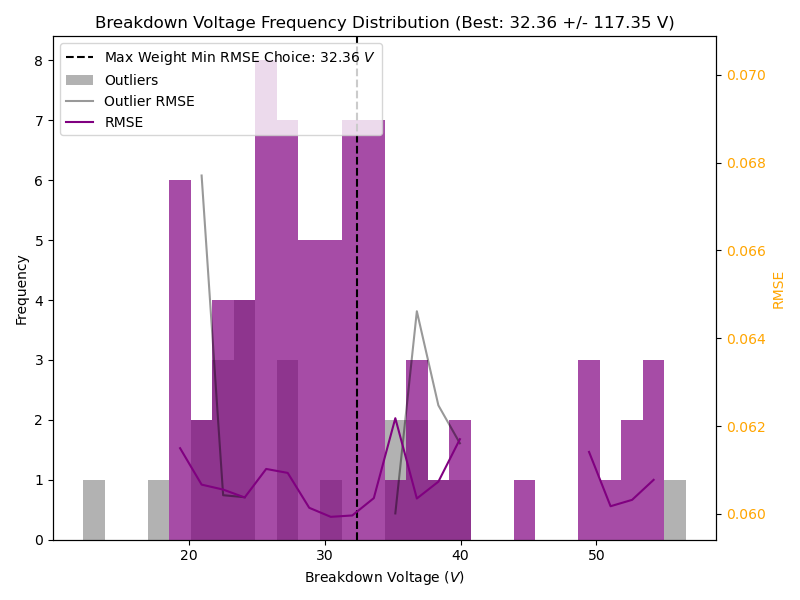 Breakdown Voltage Frequency Distribution (Best: 32.36 +/- 117.35 V)
Max Weight Min RMSE Choice: 32.36 V
Outliers
Outlier RMSE
RMSE
8
7
6
5
4
3
2
1
0
Frequency
20
30
40
50
Breakdown Voltage (V)
0.070
0.068
0.066
0.064
0.062
0.060
RMSE